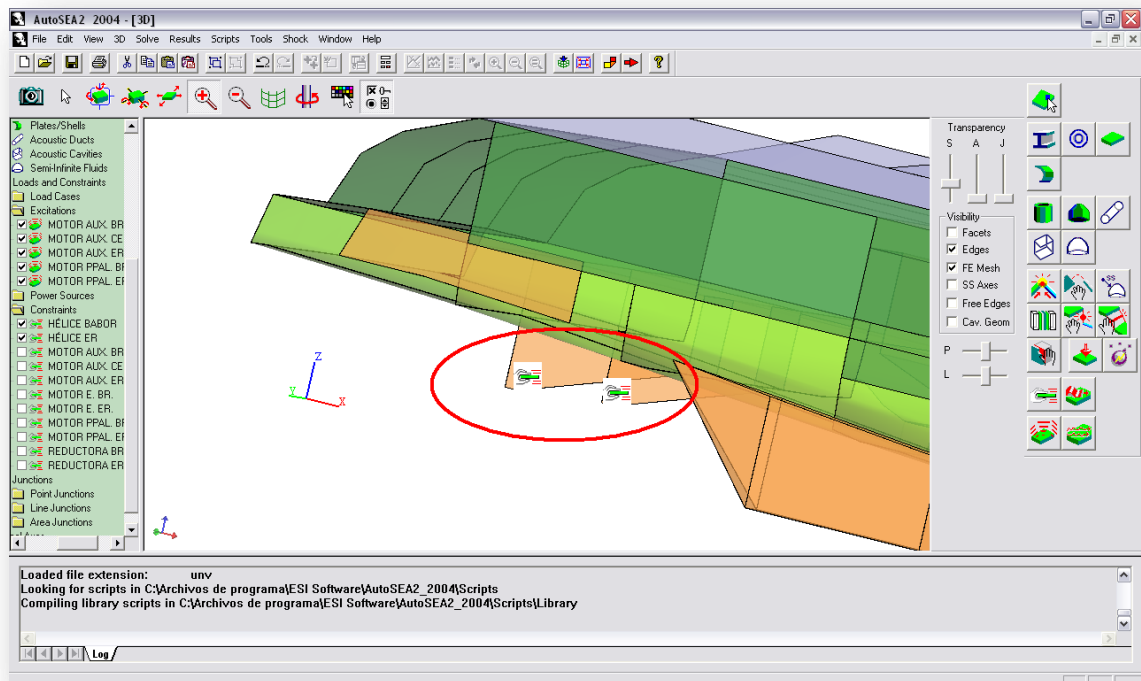 AutoSEA2 2004 - [3D]
File Edit View 3D Solve Results Scripts Tools Shock Window Help
Plates/Shells
Acoustic Ducts
Acoustic Cavities
Semi-Infinite Fluids
Loads and Constraints
Load Cases
Excitations
MOTOR AUX. BR
MOTOR AUX. CE
MOTOR AUX. ER
MOTOR PPAL. BR
MOTOR PPAL. ER
Power Sources
Constraints
HÉLICE BABOR
HÉLICE ER
MOTOR AUX. BR
MOTOR AUX. CE
MOTOR AUX. ER
MOTOR E. BR.
MOTOR E. ER.
MOTOR PPAL. BR
MOTOR PPAL. ER
REDUCTORA BR
REDUCTORA ER
Junctions
Point Junctions
Line Junctions
Area Junctions
Z
Y
X
Transparency
S A J
Visibility
Facets
Edges
FE Mesh
SS Axes
Free Edges
Cav. Geom
P
L
SS
Loaded file extension: unv
Looking for scripts in C:\Archivos de programa\ESI Software\AutoSEA2_2004\Scripts
Compiling library scripts in C:\Archivos de programa\ESI Software\AutoSEA2_2004\Scripts\Library
Log